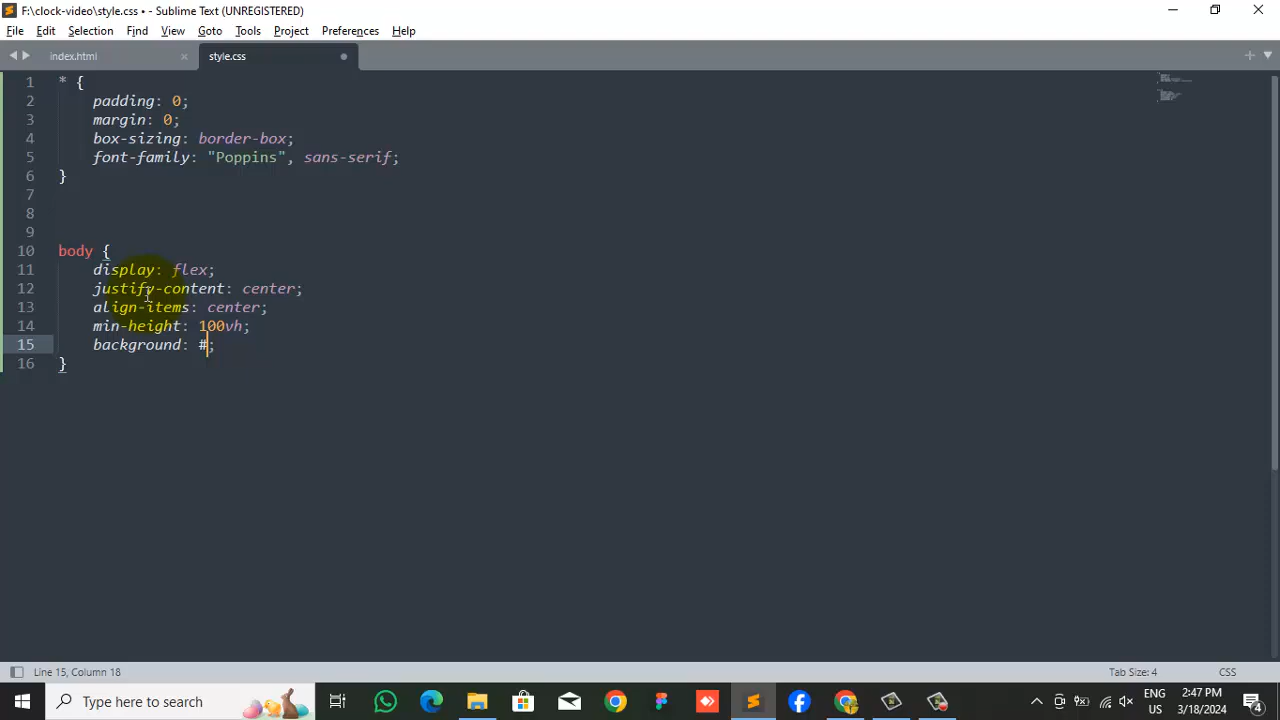 F:\clock-video\style.css • - Sublime Text (UNREGISTERED)
File Edit Selection Find View Goto Tools Project Preferences Help
index.html style.css
1 * {
2 padding: 0;
3 margin: 0;
4 box-sizing: border-box;
5 font-family: "Poppins", sans-serif;
6 }
7
8
9
10 body {
11 display: flex;
12 justify-content: center;
13 align-items: center;
14 min-height: 100vh;
15 background: #;
16 }
Line 15, Column 18 Tab Size: 4 CSS
Type here to search ENG 2:47 PM
US 3/18/2024 4